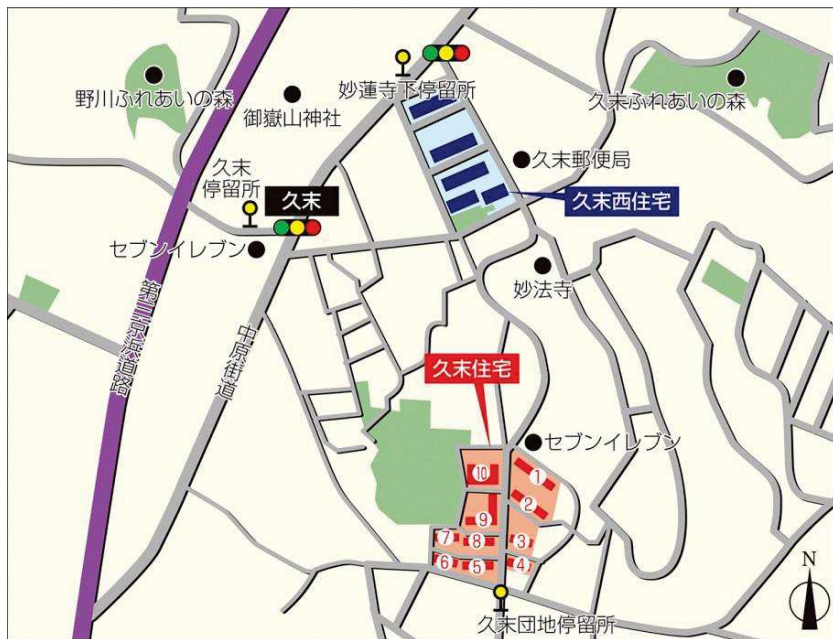 野川ふれあいの森
御嶽山神社
妙蓮寺下停留所
久末ふれあいの森
久末郵便局
久末
停留所
久末
久末西住宅
セブンイレブン
妙法寺
第三京浜道路
中原街道
久末住宅
セブンイレブン
⑩
①
②
⑨
⑦
⑧
③
⑥
⑤
④
N
久末団地停留所